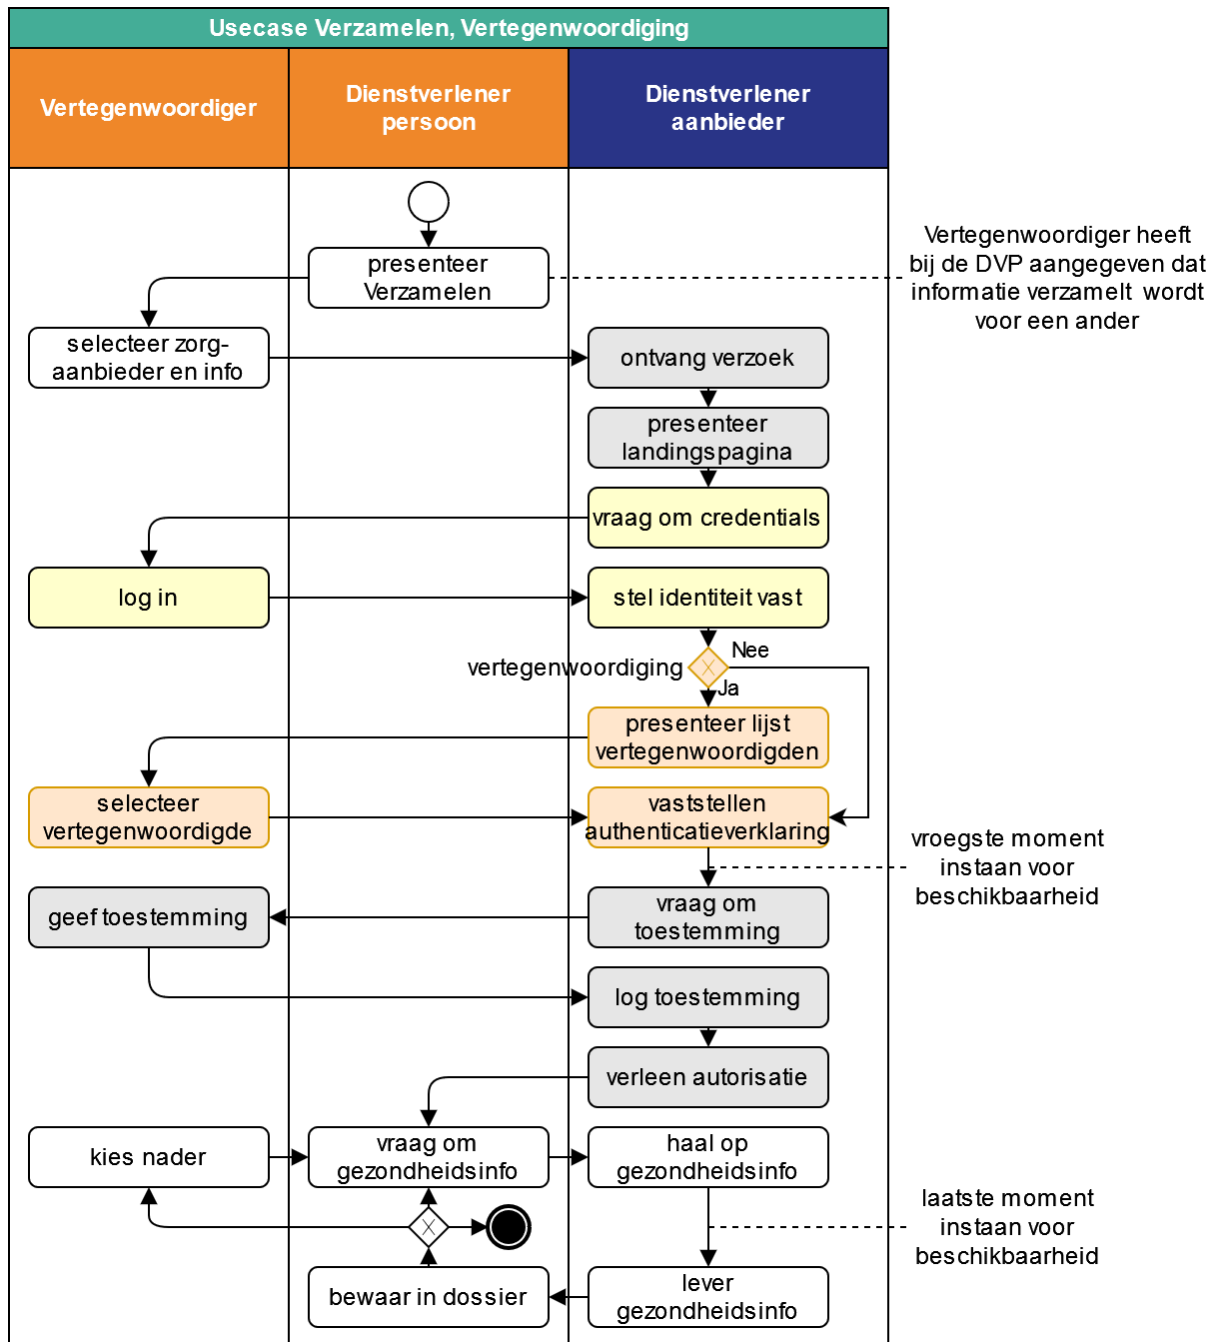 Usecase Verzamelen, Vertegenwoordiging
Vertegenwoordiger
Dienstverlener
persoon
Dienstverlener
aanbieder
presenteer
Verzamelen
Vertegenwoordiger heeft
bij de DVP aangegeven dat
informatie verzamelt wordt
voor een ander
selecteer zorg-
aanbieder en info
ontvang verzoek
presenteer
landingspagina
vraag om credentials
log in
stel identiteit vast
vertegenwoordiging
X
Nee
Ja
presenteer lijst
vertegenwoordigden
selecteer
vertegenwoordigde
vaststellen
authenticatieverklaring
vroegste moment
instaan voor
beschikbaarheid
geef toestemming
vraag om
toestemming
log toestemming
verleen autorisatie
kies nader
vraag om
gezondheidsinfo
haal op
gezondheidsinfo
X
laatste moment
instaan voor
beschikbaarheid
bewaar in dossier
lever
gezondheidsinfo